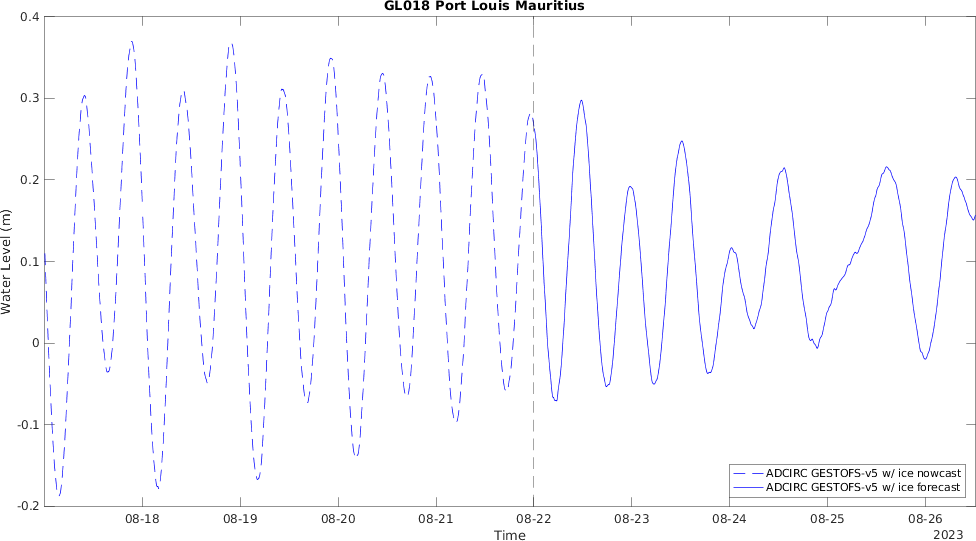 GL018 Port Louis Mauritius
0.4
0.3
0.2
0.1
0
-0.1
-0.2
Water Level (m)
08-18 08-19 08-20 08-21 08-22 08-23 08-24 08-25 08-26
Time
2023
ADCIRC GESTOFS-v5 w/ ice nowcast
ADCIRC GESTOFS-v5 w/ ice forecast